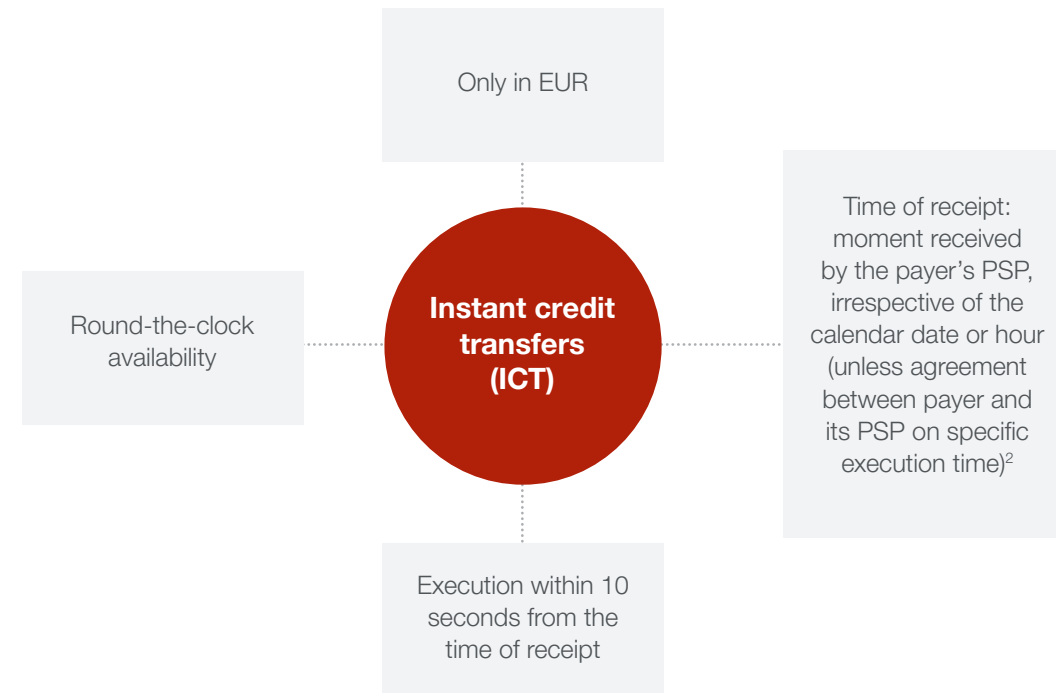 Only in EUR
Time of receipt:
moment received
by the payer’s PSP,
irrespective of the
calendar date or hour
(unless agreement
between payer and
its PSP on specific
execution time)²
Instant credit
transfers
(ICT)
Round-the-clock
availability
Execution within 10
seconds from the
time of receipt